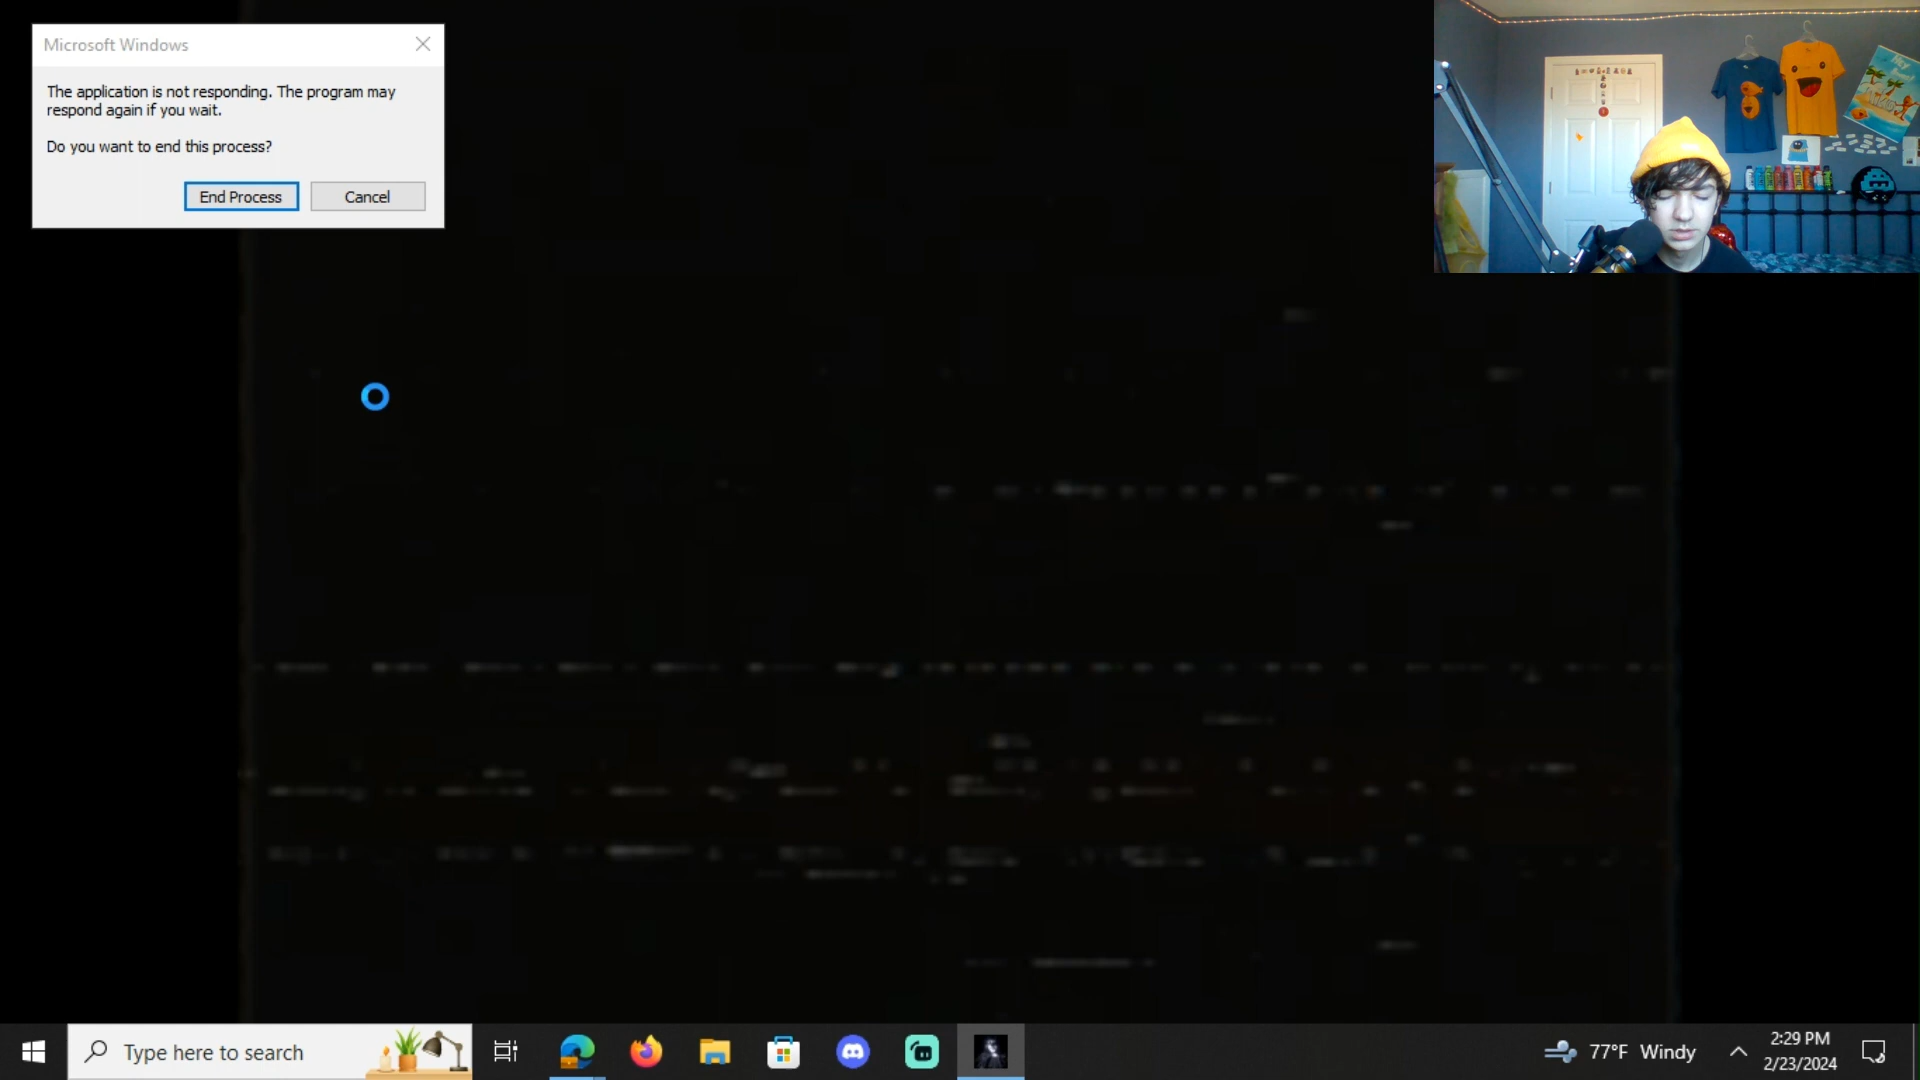 Microsoft Windows
The application is not responding. The program may
respond again if you wait.
Do you want to end this process?
End Process
Cancel
Type here to search
77°F Windy
2:29 PM
2/23/2024